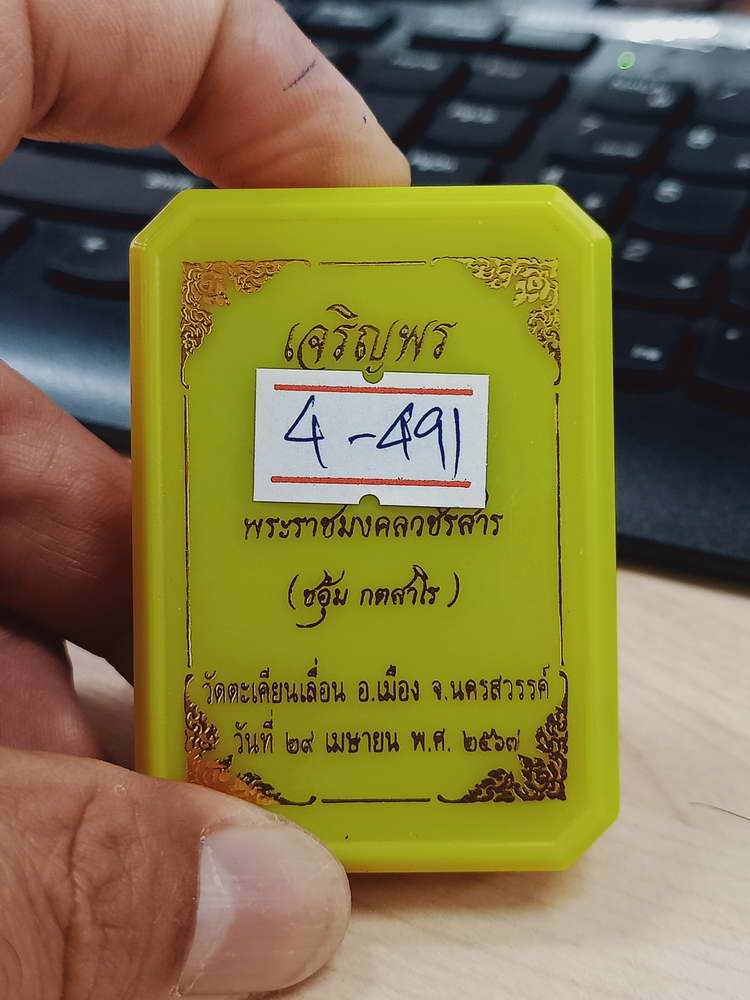 เจริญพร
4-491
พระราชมงคลวชรสาร
(ชอุ้ม กตสาโร)
วัดตะเคียนเลื่อน อ.เมือง จ.นครสวรรค์
วันที่ ๒๙ เมษายน พ.ศ. ๒๕๖๗